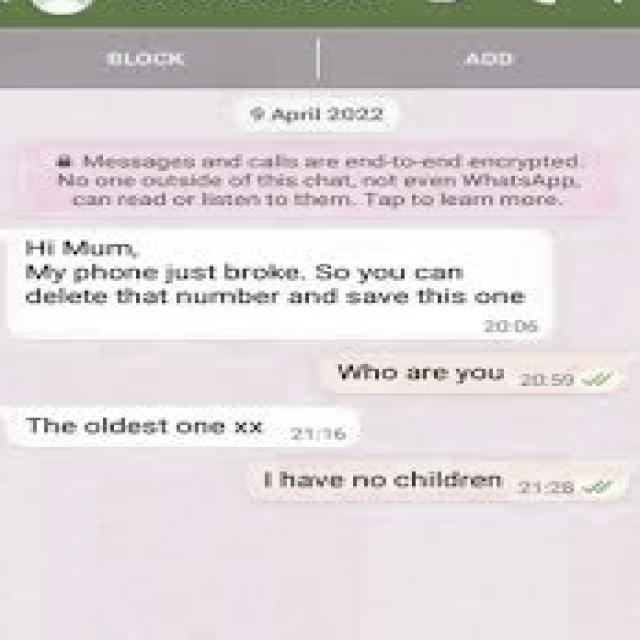 BLOCK
ADD
9 April 2022
Messages and calls are end-to-end encrypted.
No one outside of this chat, not even WhatsApp,
can read or listen to them. Tap to learn more.
Hi Mum,
My phone just broke. So you can
delete that number and save this one
20:06
Who are you 20:59
The oldest one xx 21:16
I have no children 21:28